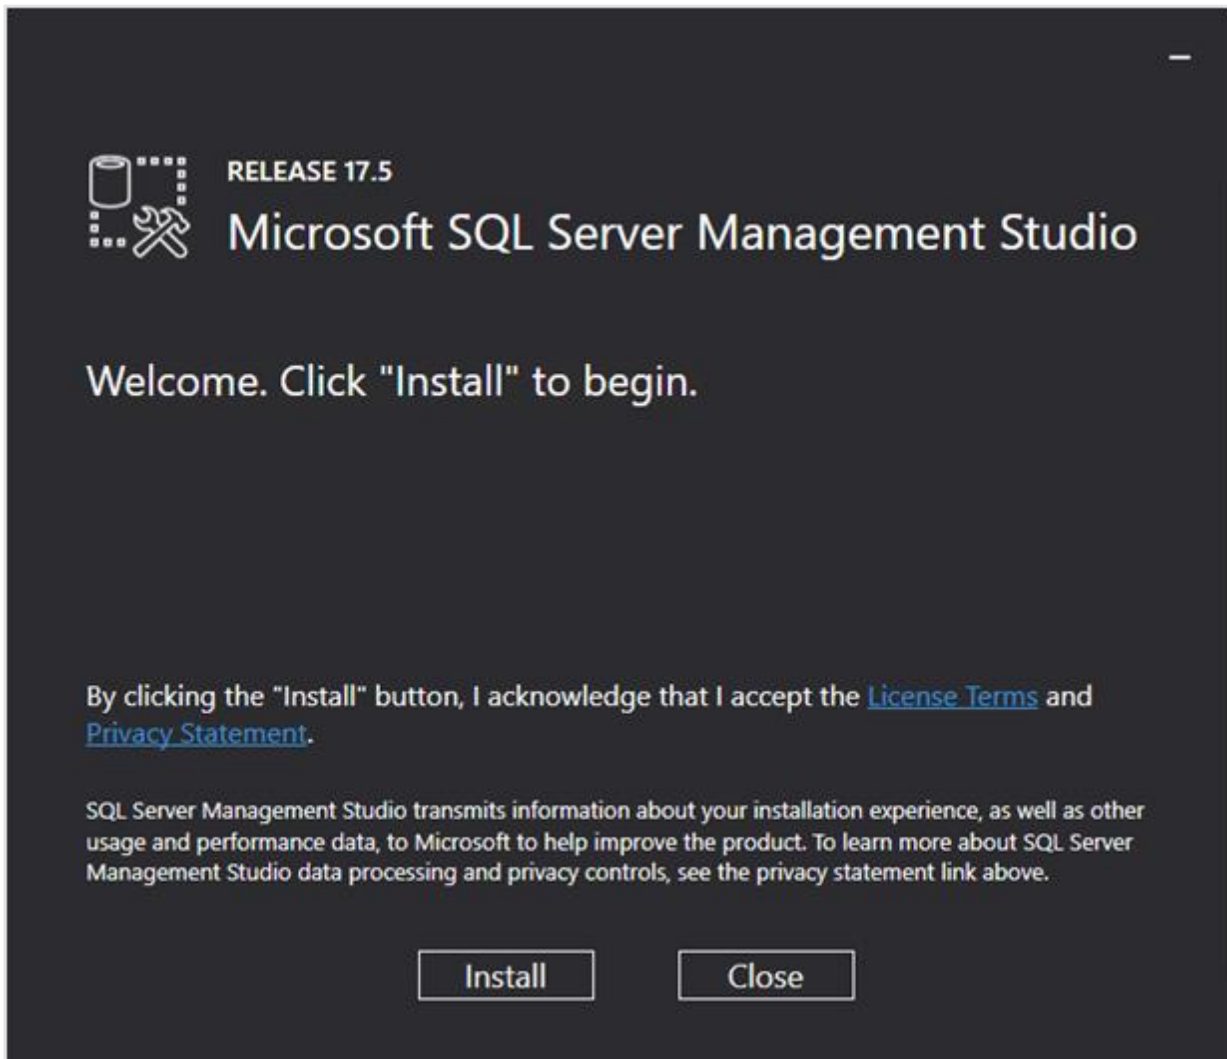 RELEASE 17.5
Microsoft SQL Server Management Studio
Welcome. Click "Install" to begin.
By clicking the "Install" button, I acknowledge that I accept the License Terms and
Privacy Statement.
SQL Server Management Studio transmits information about your installation experience, as well as other
usage and performance data, to Microsoft to help improve the product. To learn more about SQL Server
Management Studio data processing and privacy controls, see the privacy statement link above.
Install
Close